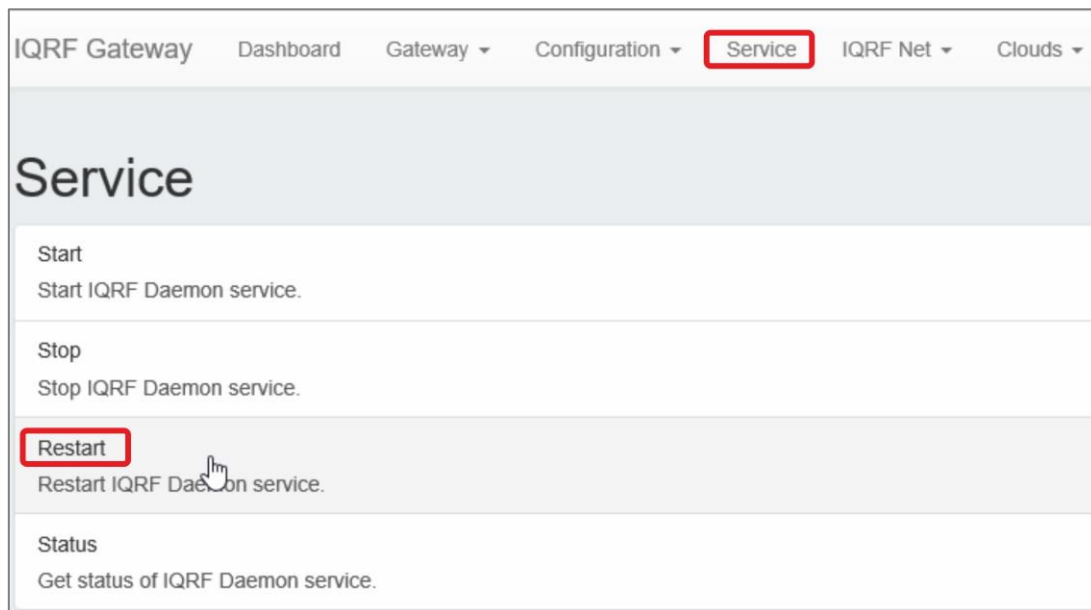 IQRF Gateway Dashboard Gateway Configuration Service IQRF Net Clouds
Service
Start
Start IQRF Daemon service.
Stop
Stop IQRF Daemon service.
Restart
Restart IQRF Daemon service.
Status
Get status of IQRF Daemon service.